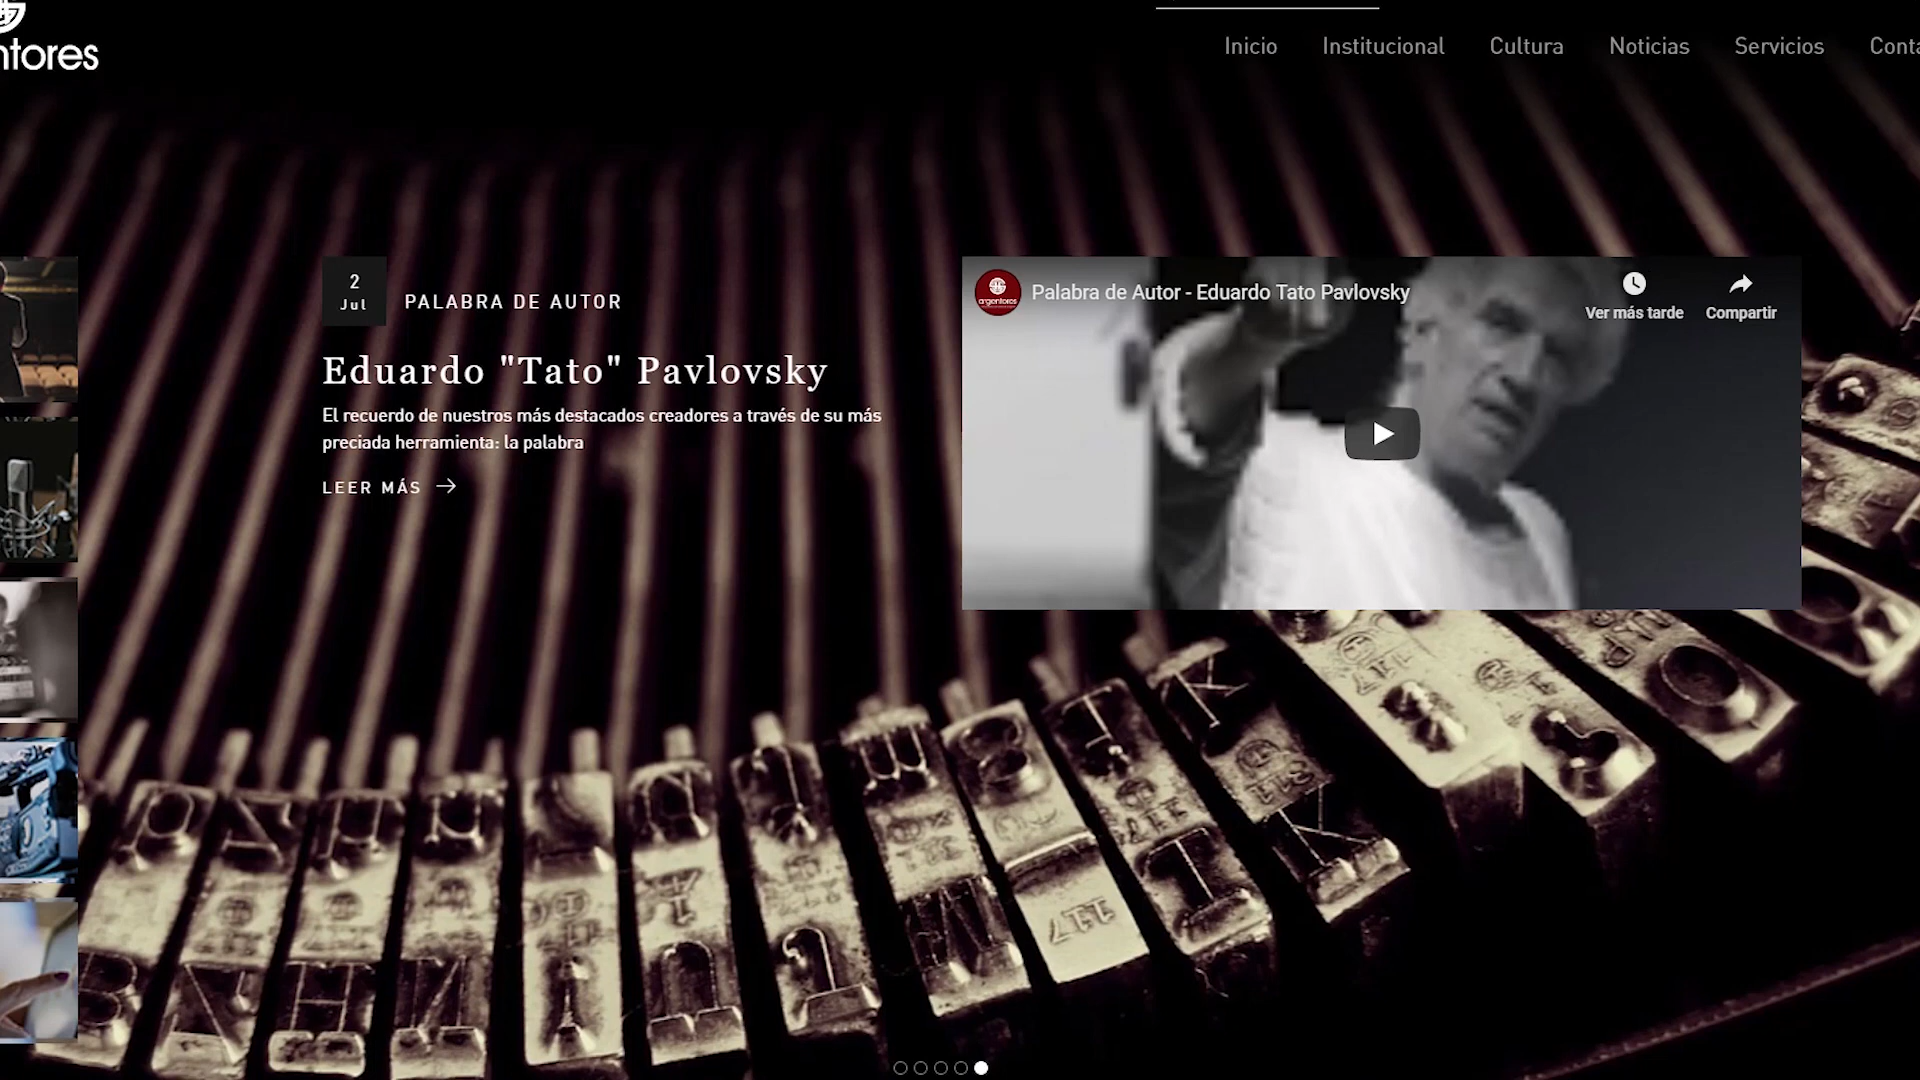 ntores
Inicio
Institucional
Cultura
Noticias
Servicios
Conta
2
Jul
PALABRA DE AUTOR
Eduardo "Tato" Pavlovsky
El recuerdo de nuestros más destacados creadores a través de su más
preciada herramienta: la palabra
LEER MÁS
argentores
Palabra de Autor - Eduardo Tato Pavlovsky
Ver más tarde
Compartir
117